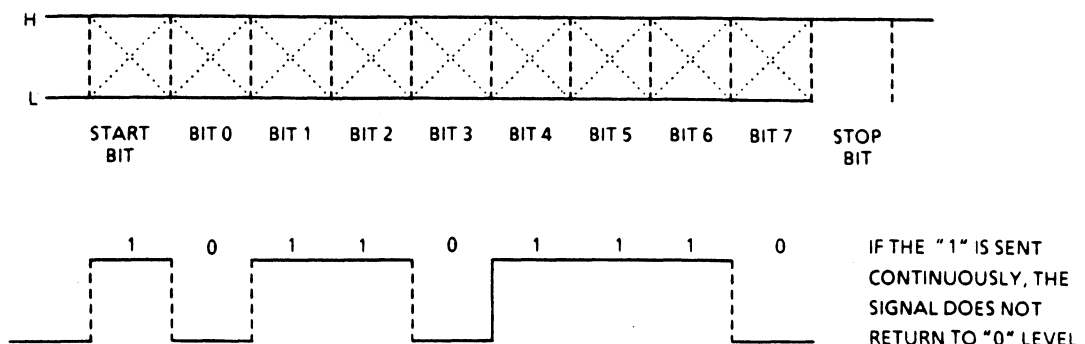 H
L
START BIT 0 BIT 1 BIT 2 BIT 3 BIT 4 BIT 5 BIT 6 BIT 7 STOP
BIT BIT
1 0 1 1 0 1 1 1 0
IF THE "1" IS SENT
CONTINUOUSLY, THE
SIGNAL DOES NOT
RETURN TO "0" LEVEL